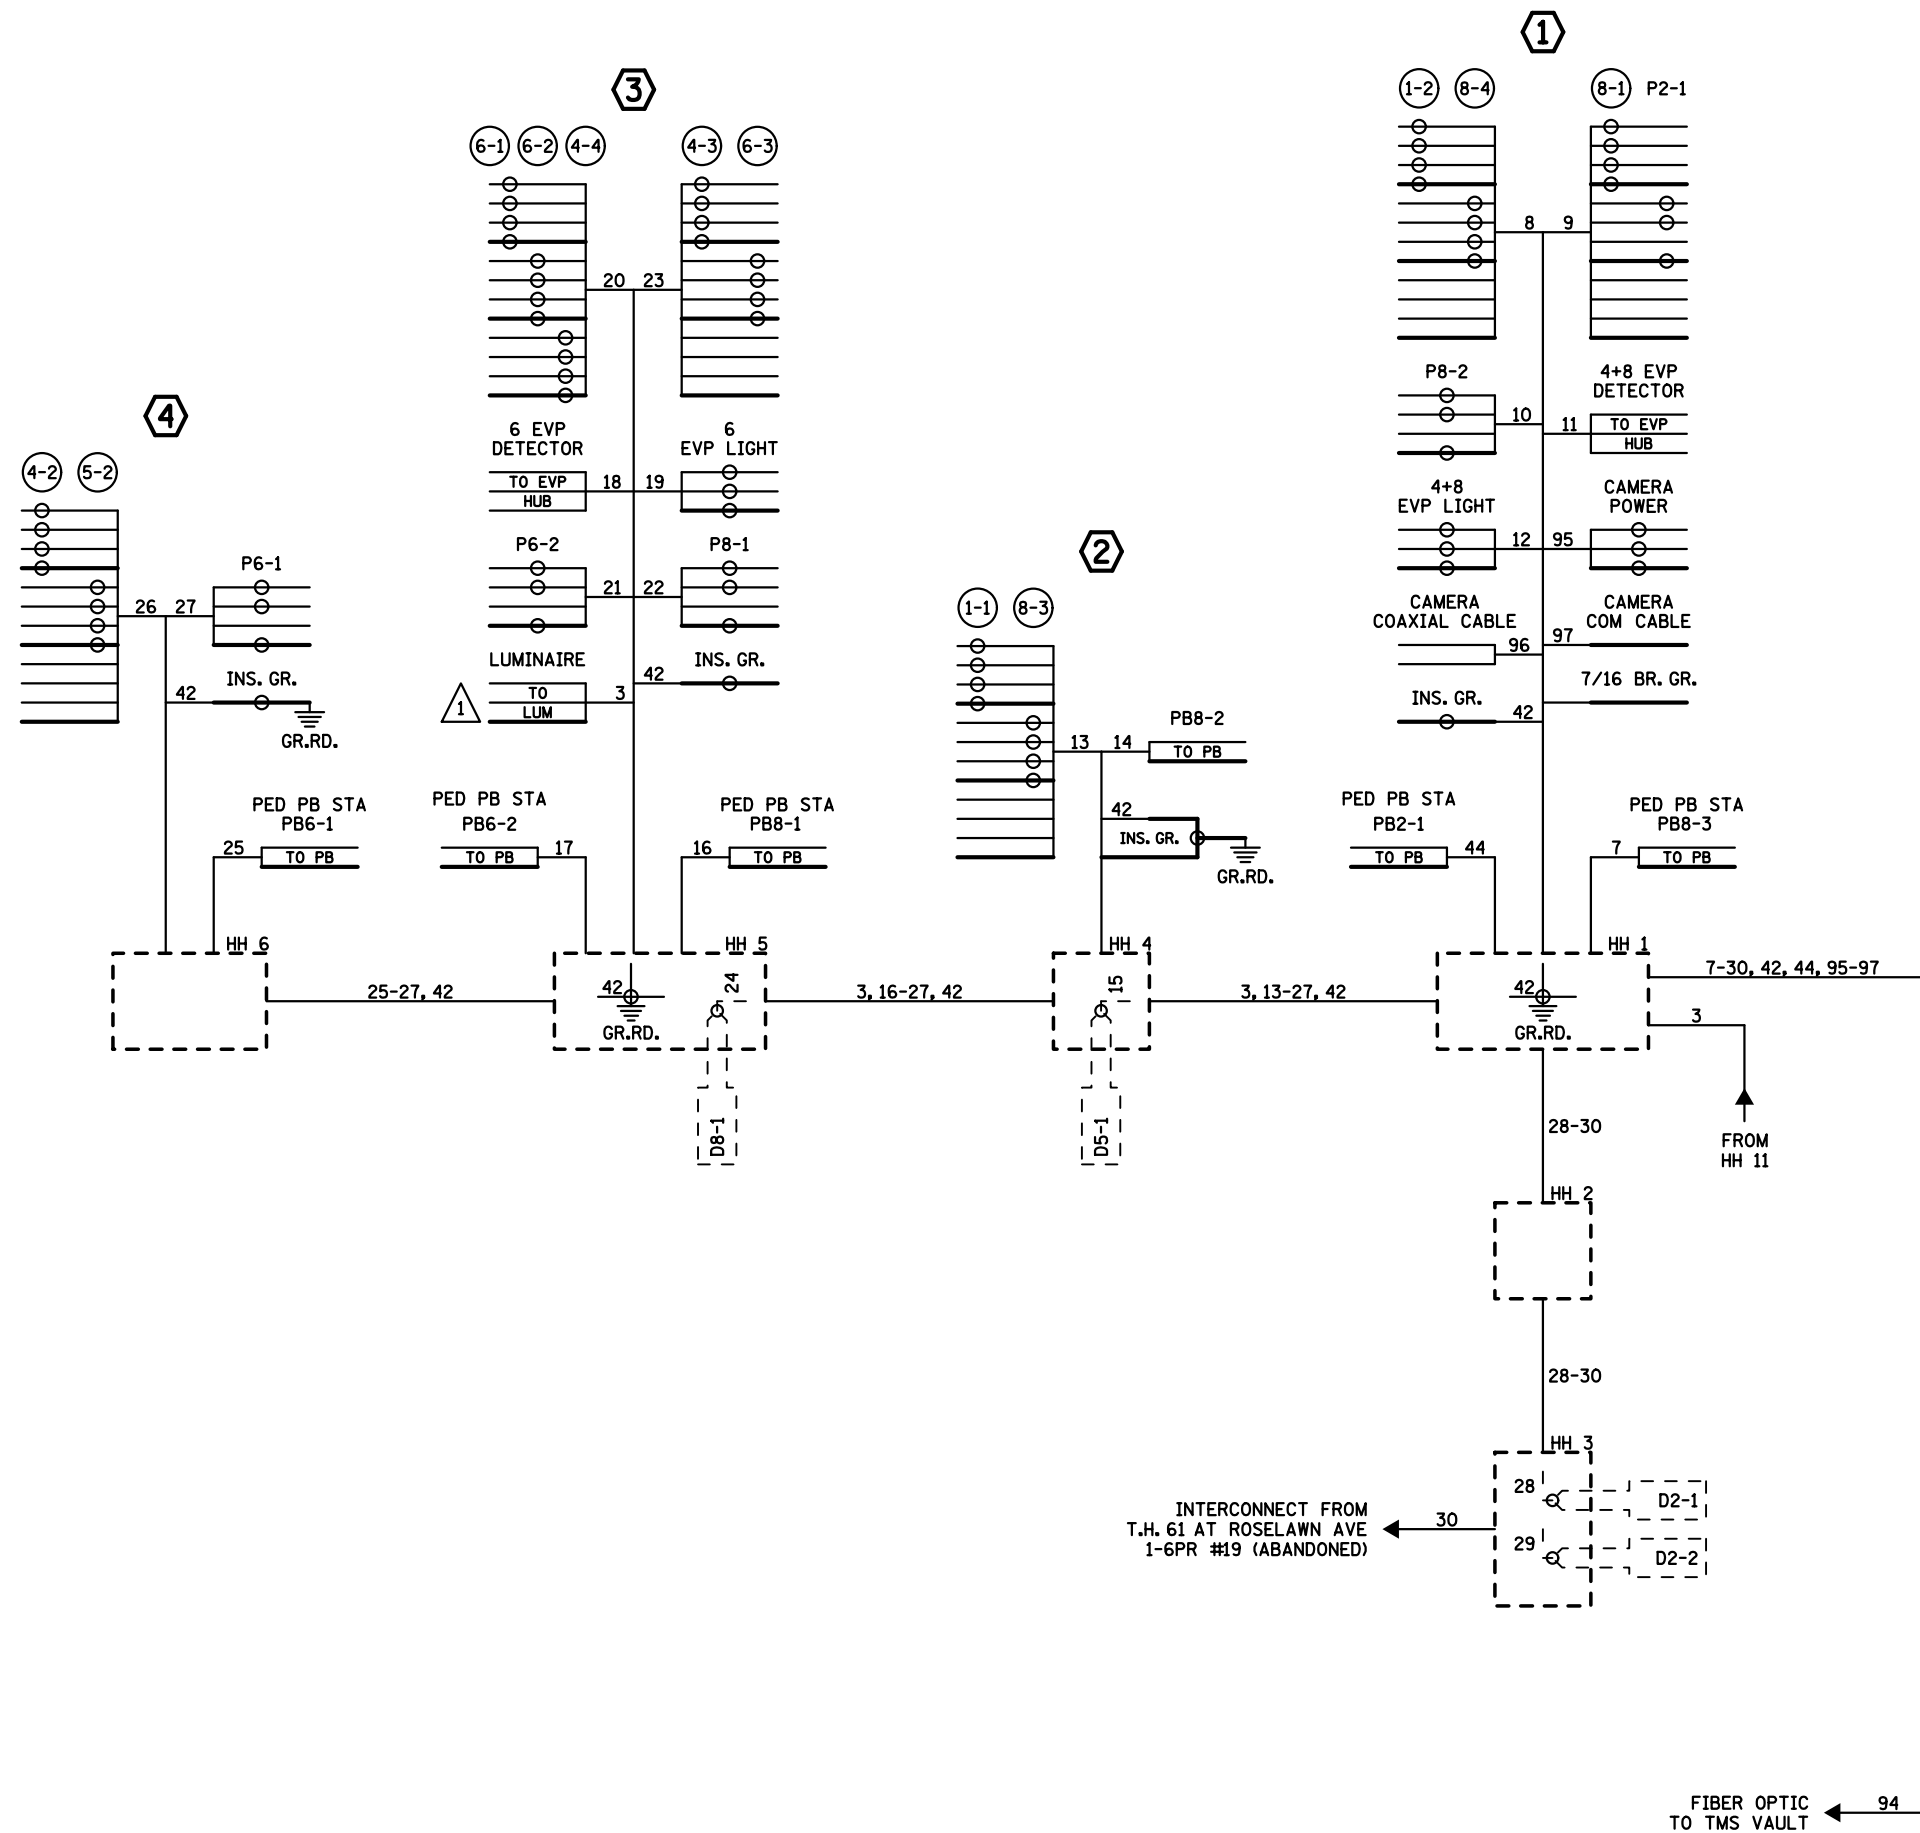 1
1-2 8-4 8-1 P2-1
8 9
P8-2
10
4+8 EVP
DETECTOR
11
TO EVP
HUB
4+8
EVP LIGHT
12
CAMERA
POWER
95
CAMERA
COAXIAL CABLE
96
CAMERA
COM CABLE
97
7/16 BR. GR.
INS. GR.
42
PED PB STA
PB2-1
TO PB
44
PED PB STA
PB8-3
7
TO PB
3
6-1 6-2 4-4 4-3 6-3
20 23
6 EVP
DETECTOR
TO EVP
HUB
18
6
EVP LIGHT
19
P6-2
21
P8-1
22
LUMINAIRE
1
TO
LUM
3
INS. GR.
42
PED PB STA
PB6-2
TO PB
17
PED PB STA
PB8-1
16
TO PB
4
4-2 5-2
26 27
P6-1
INS. GR.
42
GR.RD.
PED PB STA
PB6-1
25
TO PB
2
1-1 8-3
13 14
PB8-2
TO PB
42
INS. GR.
GR.RD.
HH 6
25-27, 42
HH 5
42
GR.RD.
24
D8-1
3, 16-27, 42
HH 4
15
D5-1
3, 13-27, 42
HH 1
42
GR.RD.
7-30, 42, 44, 95-97
3
FROM
HH 11
28-30
HH 2
28-30
HH 3
28
D2-1
29
D2-2
30
INTERCONNECT FROM
T.H. 61 AT ROSELAWN AVE
1-6PR #19 (ABANDONED)
FIBER OPTIC
TO TMS VAULT
94